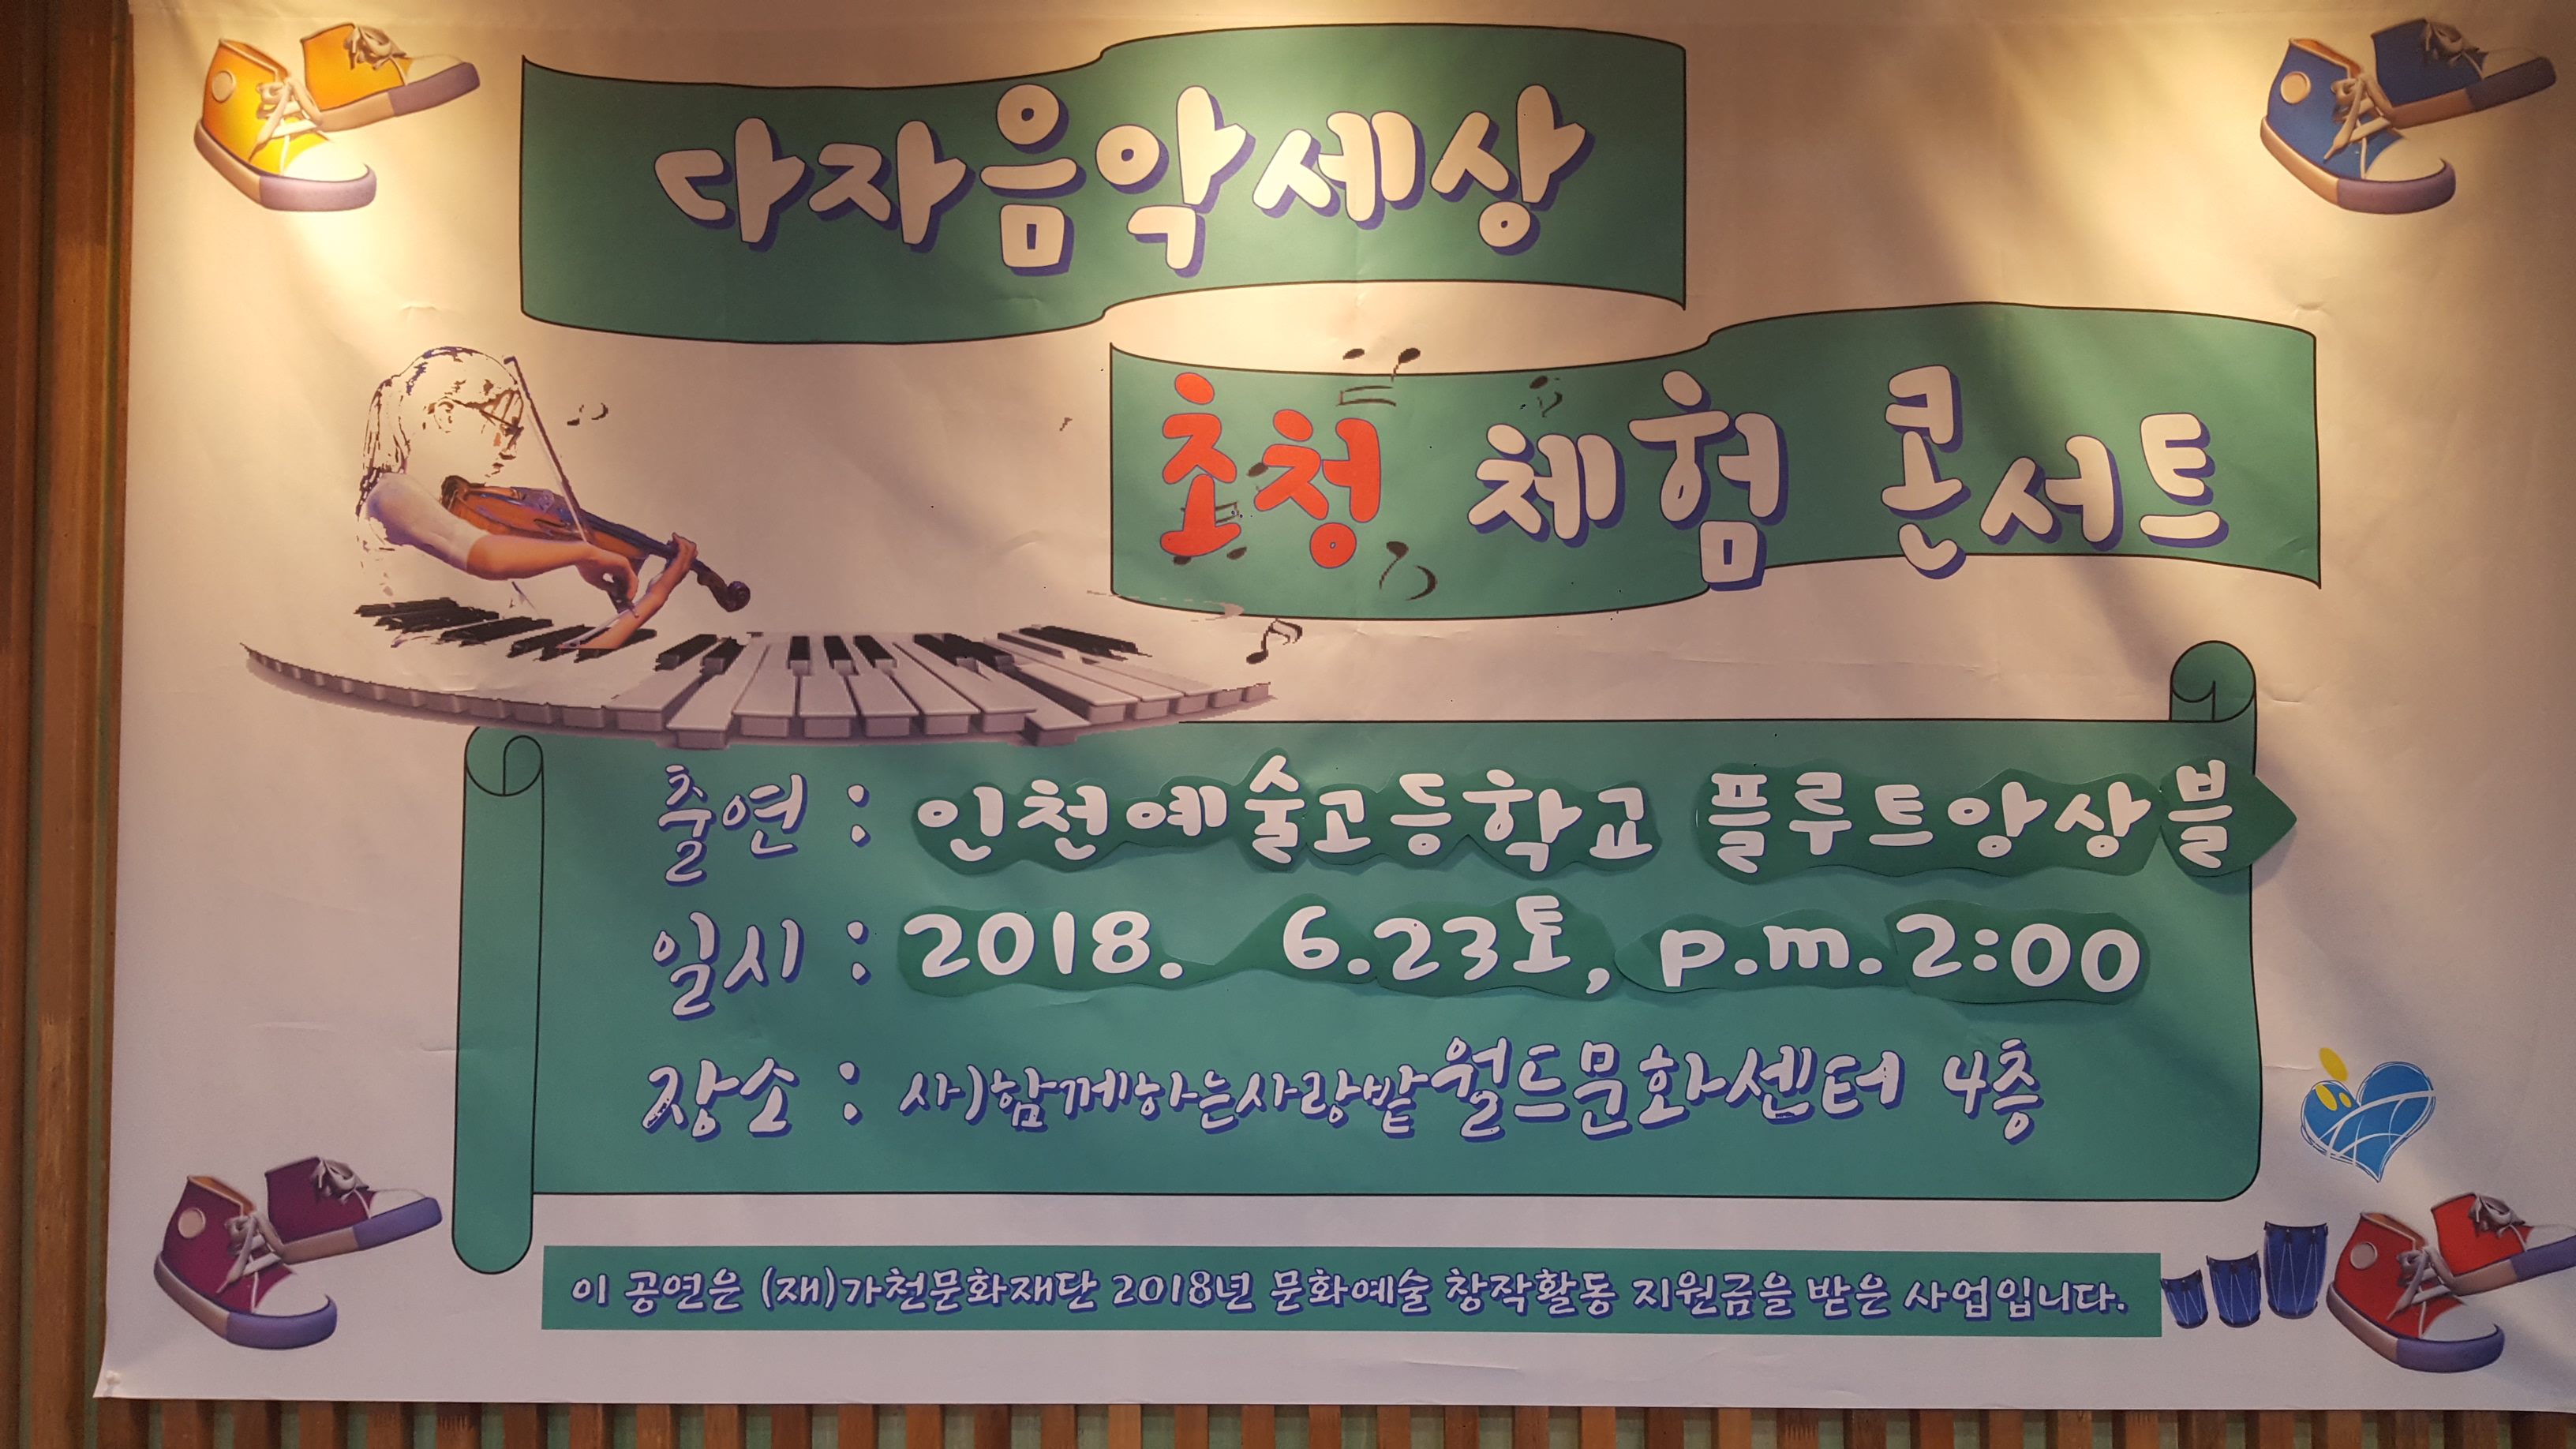 다자음악세상
초청 체험 콘서트
출연 : 인천예술고등학교 플루트앙상블
일시 : 2018. 6.23토, p.m. 2:00
장소 : 사)함께하는사랑밭월드문화센터 4층
이 공연은 (재)가천문화재단 2018년 문화예술 창작활동 지원금을 받은 사업입니다.